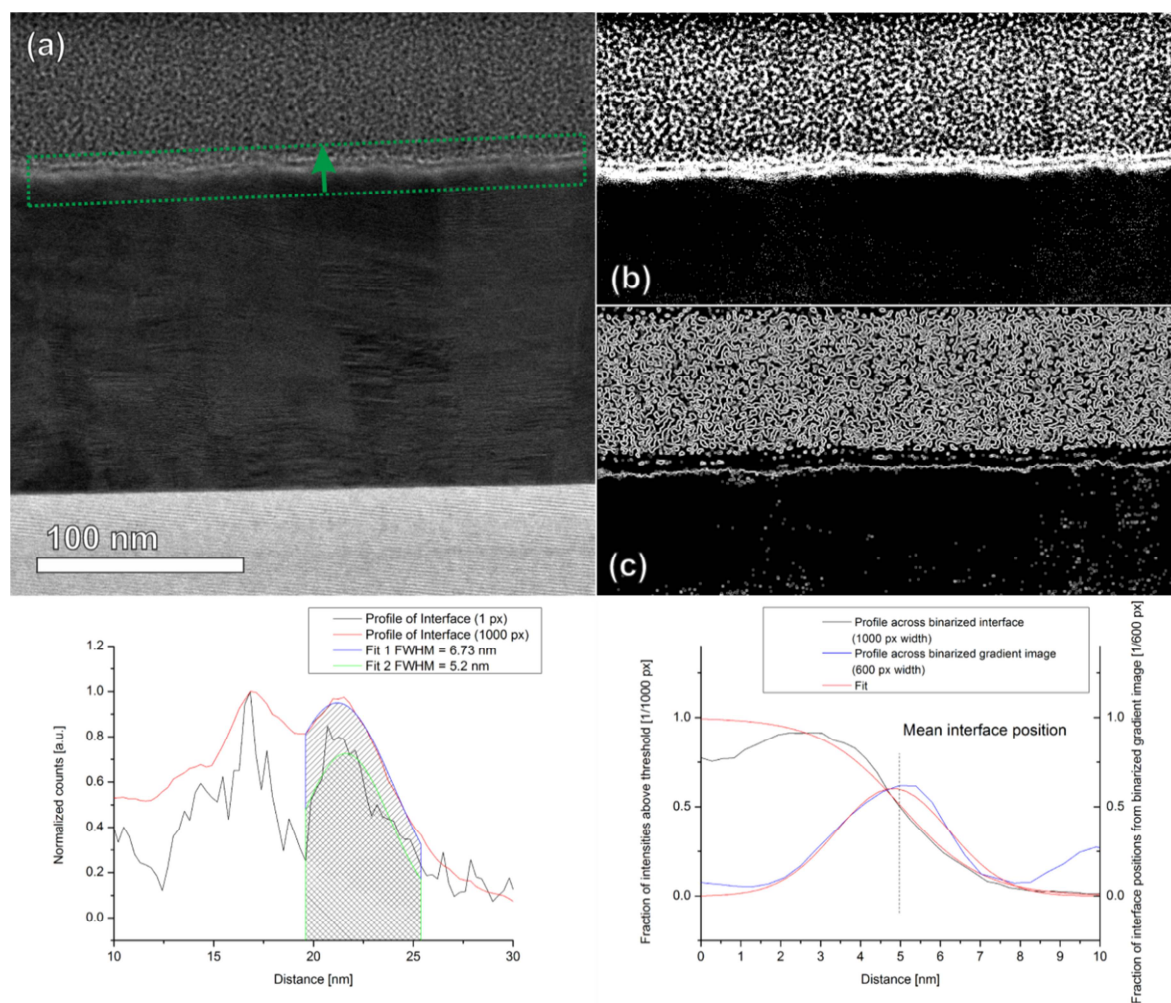 (a)
100 nm
(b)
(c)
Profile of Interface (1 px)
Profile of Interface (1000 px)
Fit 1 FWHM = 6.73 nm
Fit 2 FWHM = 5.2 nm
Normalized counts [a.u.]
1.2
1.0
0.8
0.6
0.4
0.2
0.0
10
15
20
25
30
Distance [nm]
Profile across binarized interface
(1000 px width)
Profile across binarized gradient image
(600 px width)
Fit
Fraction of intensities above threshold [1/1000 px]
1.0
0.5
0.0
Mean interface position
0
1
2
3
4
5
6
7
8
9
10
Distance [nm]
1.0
0.5
0.0
Fraction of interface positions from binarized gradient image [1/600 px]